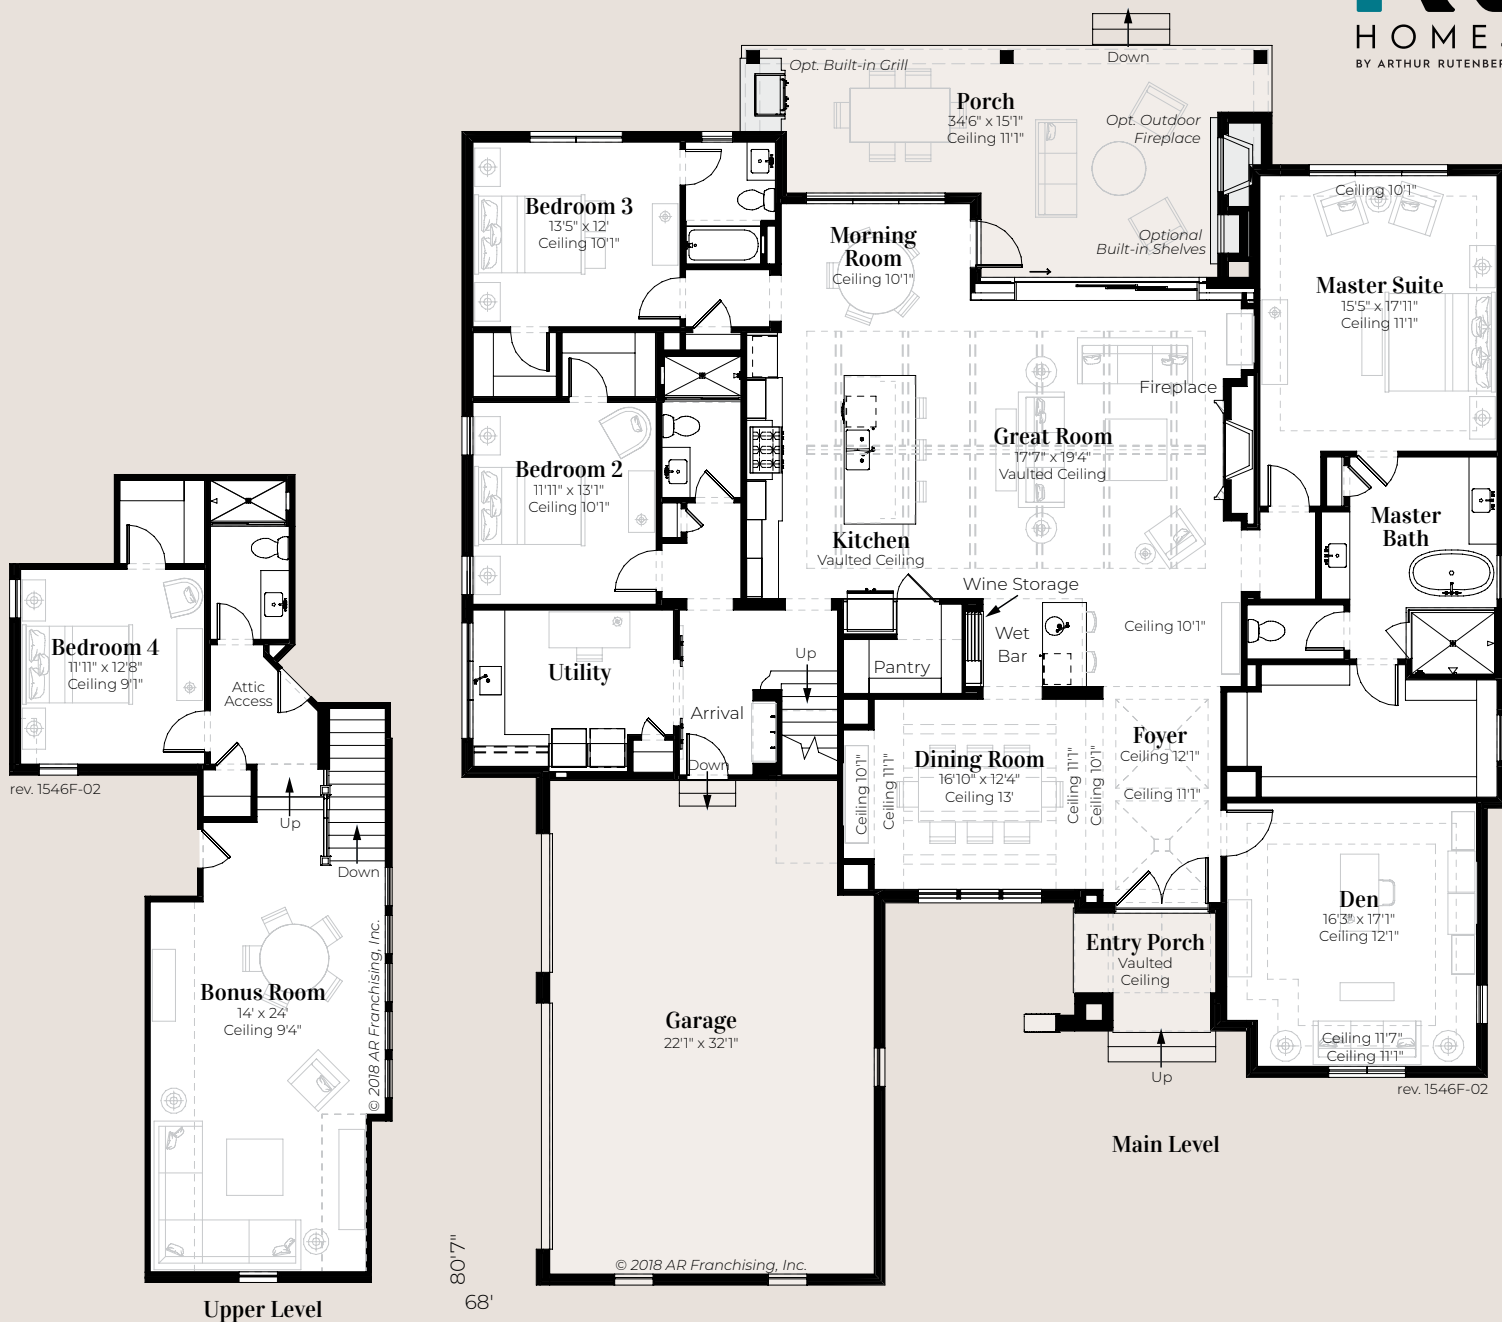 HOMES
BY ARTHUR RUTENBER
Down
Opt. Built-in Grill
Porch
34'6" x 15'1"
Ceiling 11'1"
Opt. Outdoor
Fireplace
Optional
Built-in Shelves
Bedroom 3
13'5" x 12'
Ceiling 10'1"
Morning
Room
Ceiling 10'1"
Ceiling 10'1"
Master Suite
15'5" x 17'11"
Ceiling 11'1"
Fireplace
Great Room
17'7" x 19'4"
Vaulted Ceiling
Bedroom 2
11'11" x 13'1"
Ceiling 10'1"
Kitchen
Vaulted Ceiling
Master
Bath
Wine Storage
Wet
Bar
Ceiling 10'1"
Pantry
Up
Utility
Arrival
Down
Foyer
Ceiling 12'1"
Ceiling 11'1"
Dining Room
16'10" x 12'4"
Ceiling 13'
Ceiling 10'1"
Ceiling 11'1"
Ceiling 11'1"
Ceiling 10'1"
Den
16'3" x 17'1"
Ceiling 12'1"
Ceiling 11'7"
Ceiling 11'1"
rev. 1546F-02
Entry Porch
Vaulted
Ceiling
Up
Garage
22'1" x 32'1"
© 2018 AR Franchising, Inc.
Main Level
80'7"
68'
Bedroom 4
11'11" x 12'8"
Ceiling 9'1"
Attic
Access
rev. 1546F-02
Up
Down
Bonus Room
14' x 24'
Ceiling 9'4"
© 2018 AR Franchising, Inc.
Upper Level